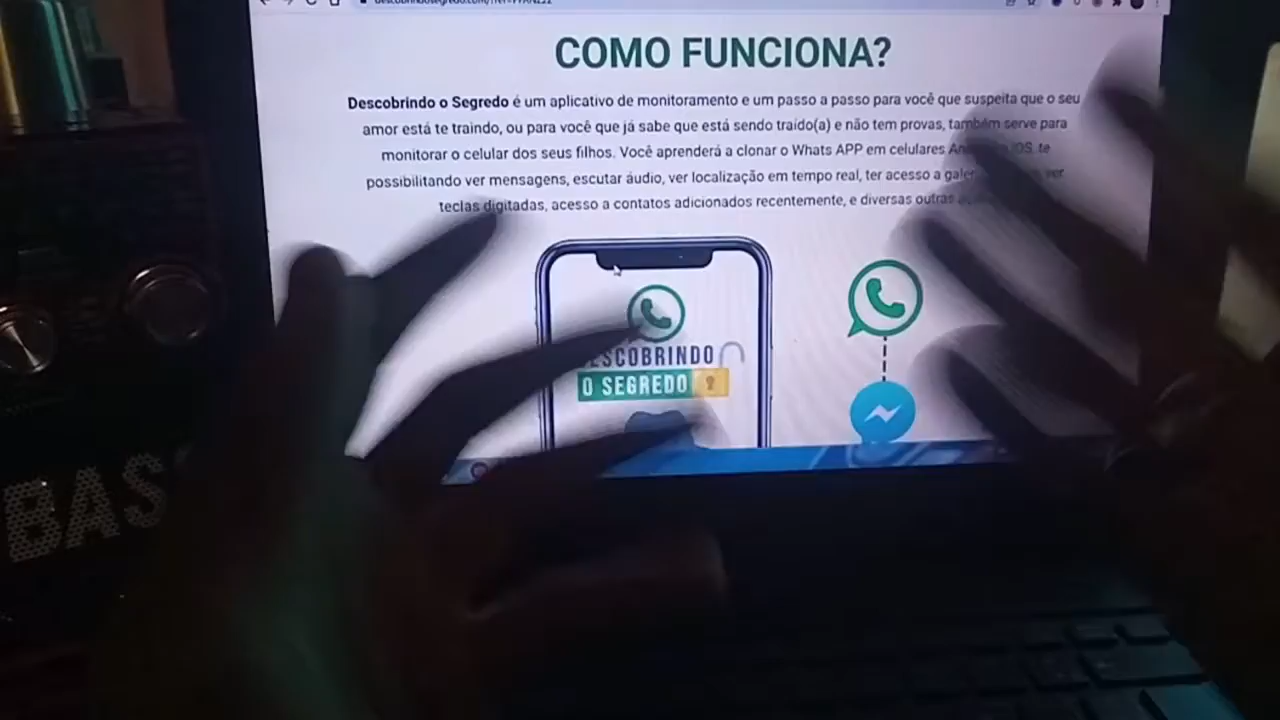 COMO FUNCIONA?
Descobrindo o Segredo é um aplicativo de monitoramento e um passo a passo para você que suspeita que o seu
amor está te traindo, ou para você que já sabe que está sendo traído(a) e não tem provas, também serve para
monitorar o celular dos seus filhos. Você aprenderá a clonar o Whats APP em celulares te
possibilitando ver mensagens, escutar áudio, ver localização em tempo real, ter acesso a ver
teclas digitadas, acesso a contatos adicionados recentemente, e diversas outras
O SEGREDO
BASS